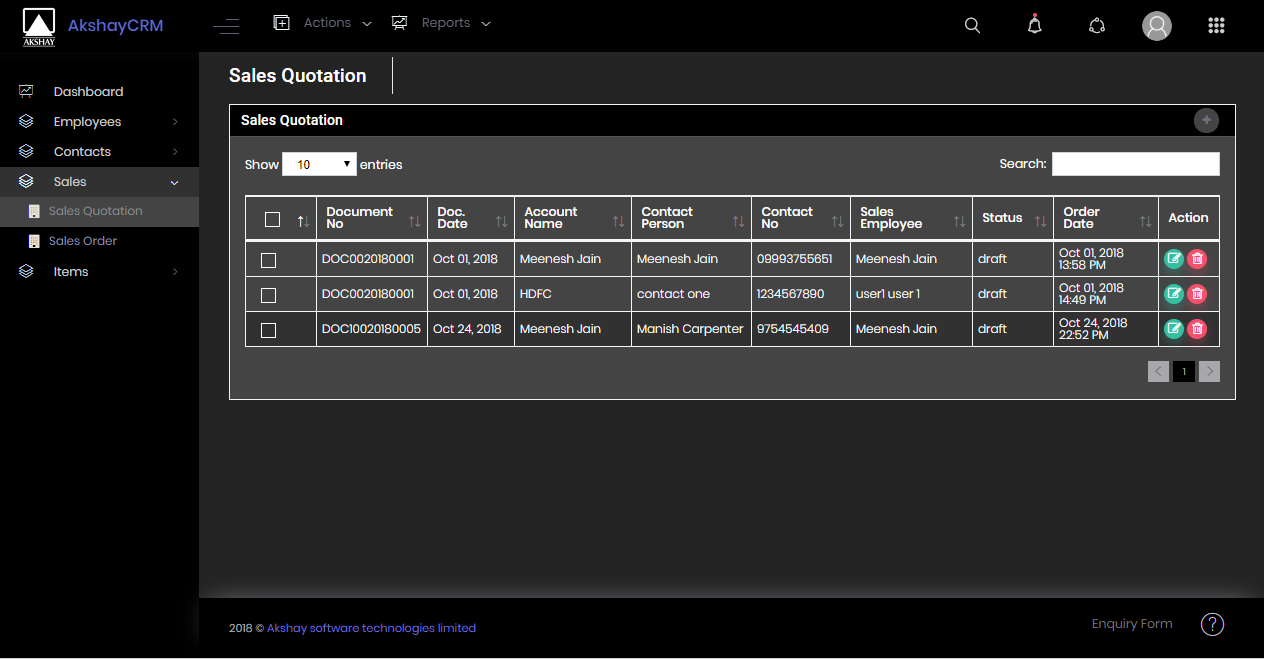 AKSHAY
AkshayCRM
Actions
Reports
Dashboard
Employees
Contacts
Sales
Sales Quotation
Sales Order
Items
Sales Quotation
Sales Quotation
Show 10 entries
Search:
Document No
Doc. Date
Account Name
Contact Person
Contact No
Sales Employee
Status
Order Date
Action
DOC0020180001 Oct 01, 2018 Meenesh Jain Meenesh Jain 09993755651 Meenesh Jain draft Oct 01, 2018 13:58 PM
DOC0020180001 Oct 01, 2018 HDFC contact one 1234567890 user1 user 1 draft Oct 01, 2018 14:49 PM
DOC10020180005 Oct 24, 2018 Meenesh Jain Manish Carpenter 9754545409 Meenesh Jain draft Oct 24, 2018 22:52 PM
1
2018 © Akshay software technologies limited
Enquiry Form